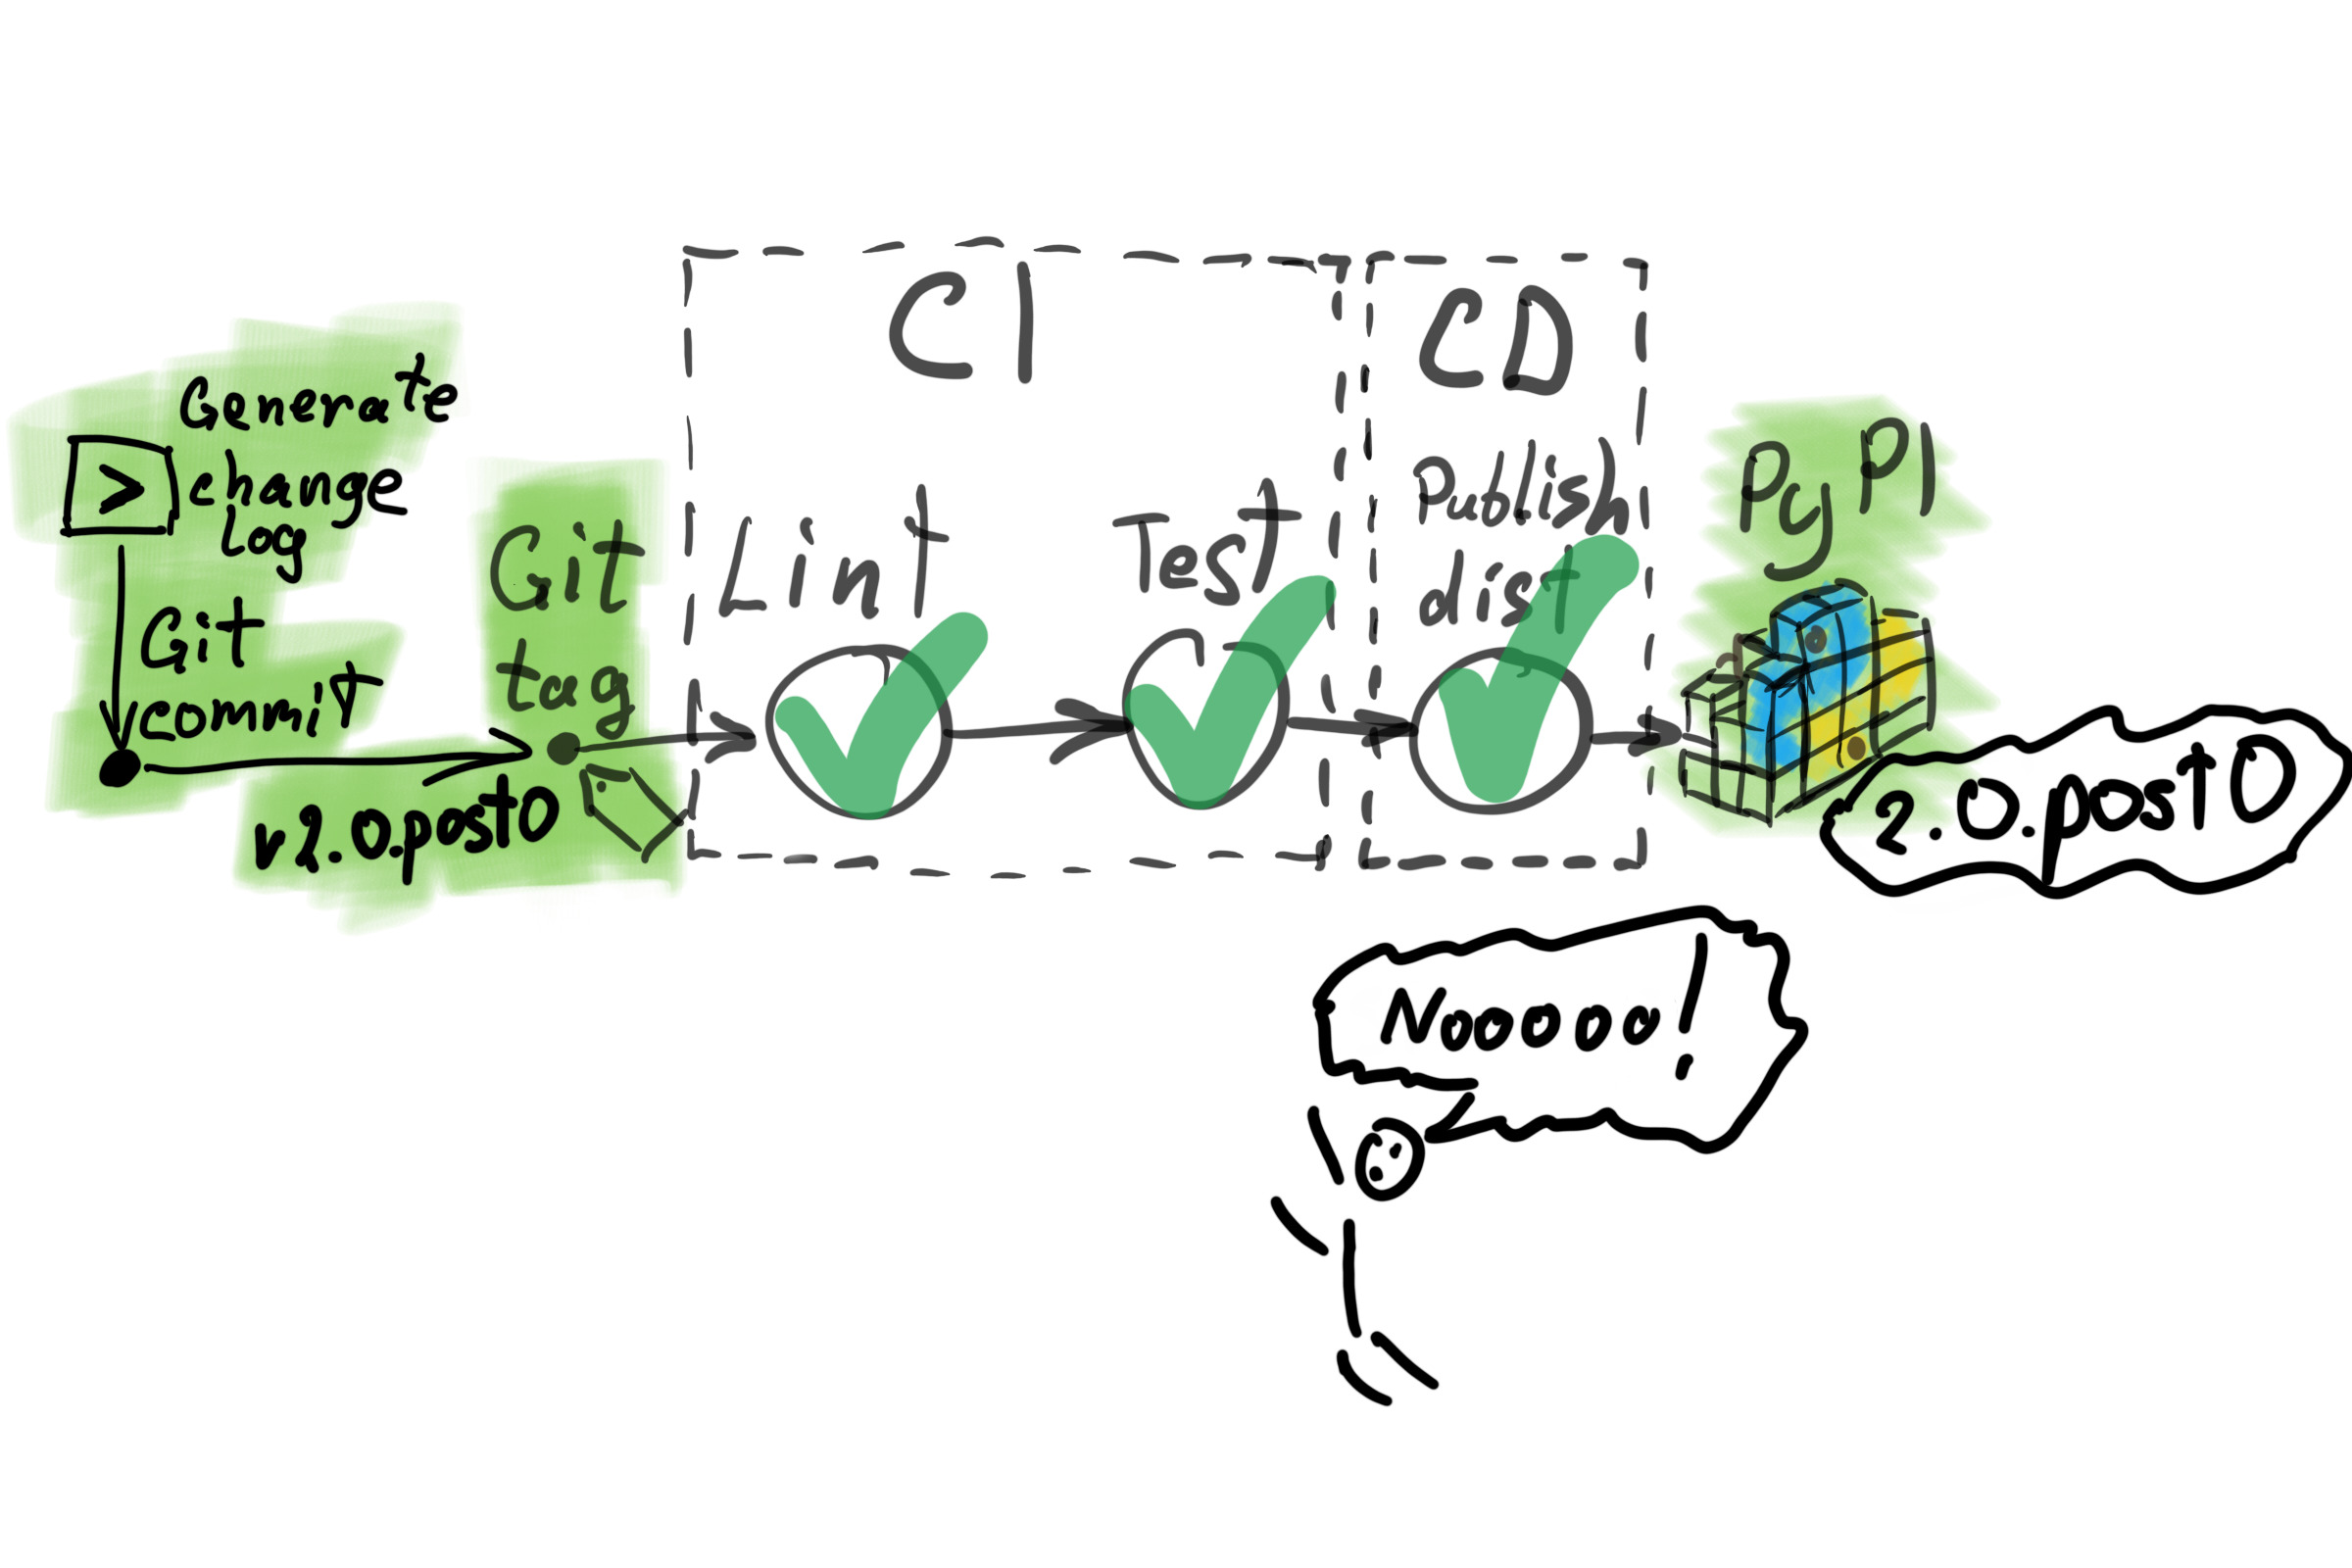 Generate
>change
log
Git
commit
v2.0.post0
Git
tag
CI
Lint
Test
CD
Publish
dist
PyPI
2.0.post0
Nooooo!